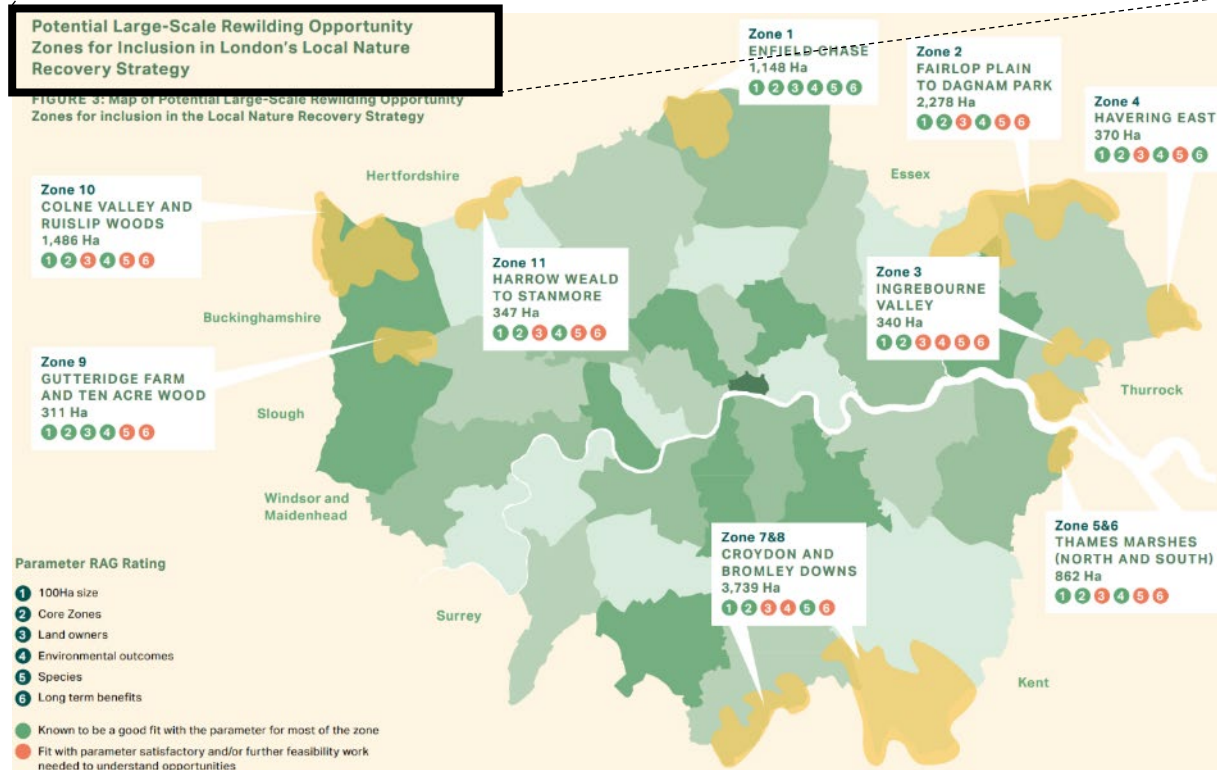 Potential Large-Scale Rewilding Opportunity
Zones for Inclusion in London's Local Nature
Recovery Strategy
FIGURE 3: Map of Potential Large-Scale Rewilding Opportunity
Zones for inclusion in the Local Nature Recovery Strategy
Zone 1
ENFIELD CHASE
1,148 Ha
1 2 3 4 5 6
Zone 2
FAIRLOP PLAIN
TO DAGNAM PARK
2,278 Ha
1 2 3 4 5 6
Zone 4
HAVERING EAST
370 Ha
1 2 3 4 5 6
Hertfordshire
Essex
Zone 10
COLNE VALLEY AND
RUISLIP WOODS
1,486 Ha
1 2 3 4 5 6
Zone 11
HARROW WEALD
TO STANMORE
347 Ha
1 2 3 4 5 6
Zone 3
INGREBOURNE
VALLEY
340 Ha
1 2 3 4 5 6
Buckinghamshire
Zone 9
GUTTERIDGE FARM
AND TEN ACRE WOOD
311 Ha
1 2 3 4 5 6
Slough
Thurrock
Windsor and
Maidenhead
Zone 7&8
CROYDON AND
BROMLEY DOWNS
3,739 Ha
1 2 3 4 5 6
Zone 5&6
THAMES MARSHES
(NORTH AND SOUTH)
862 Ha
1 2 3 4 5 6
Surrey
Kent
Parameter RAG Rating
1 100Ha size
2 Core Zones
3 Land owners
4 Environmental outcomes
5 Species
6 Long term benefits
Known to be a good fit with the parameter for most of the zone
Fit with parameter satisfactory and/or further feasibility work
needed to understand opportunities